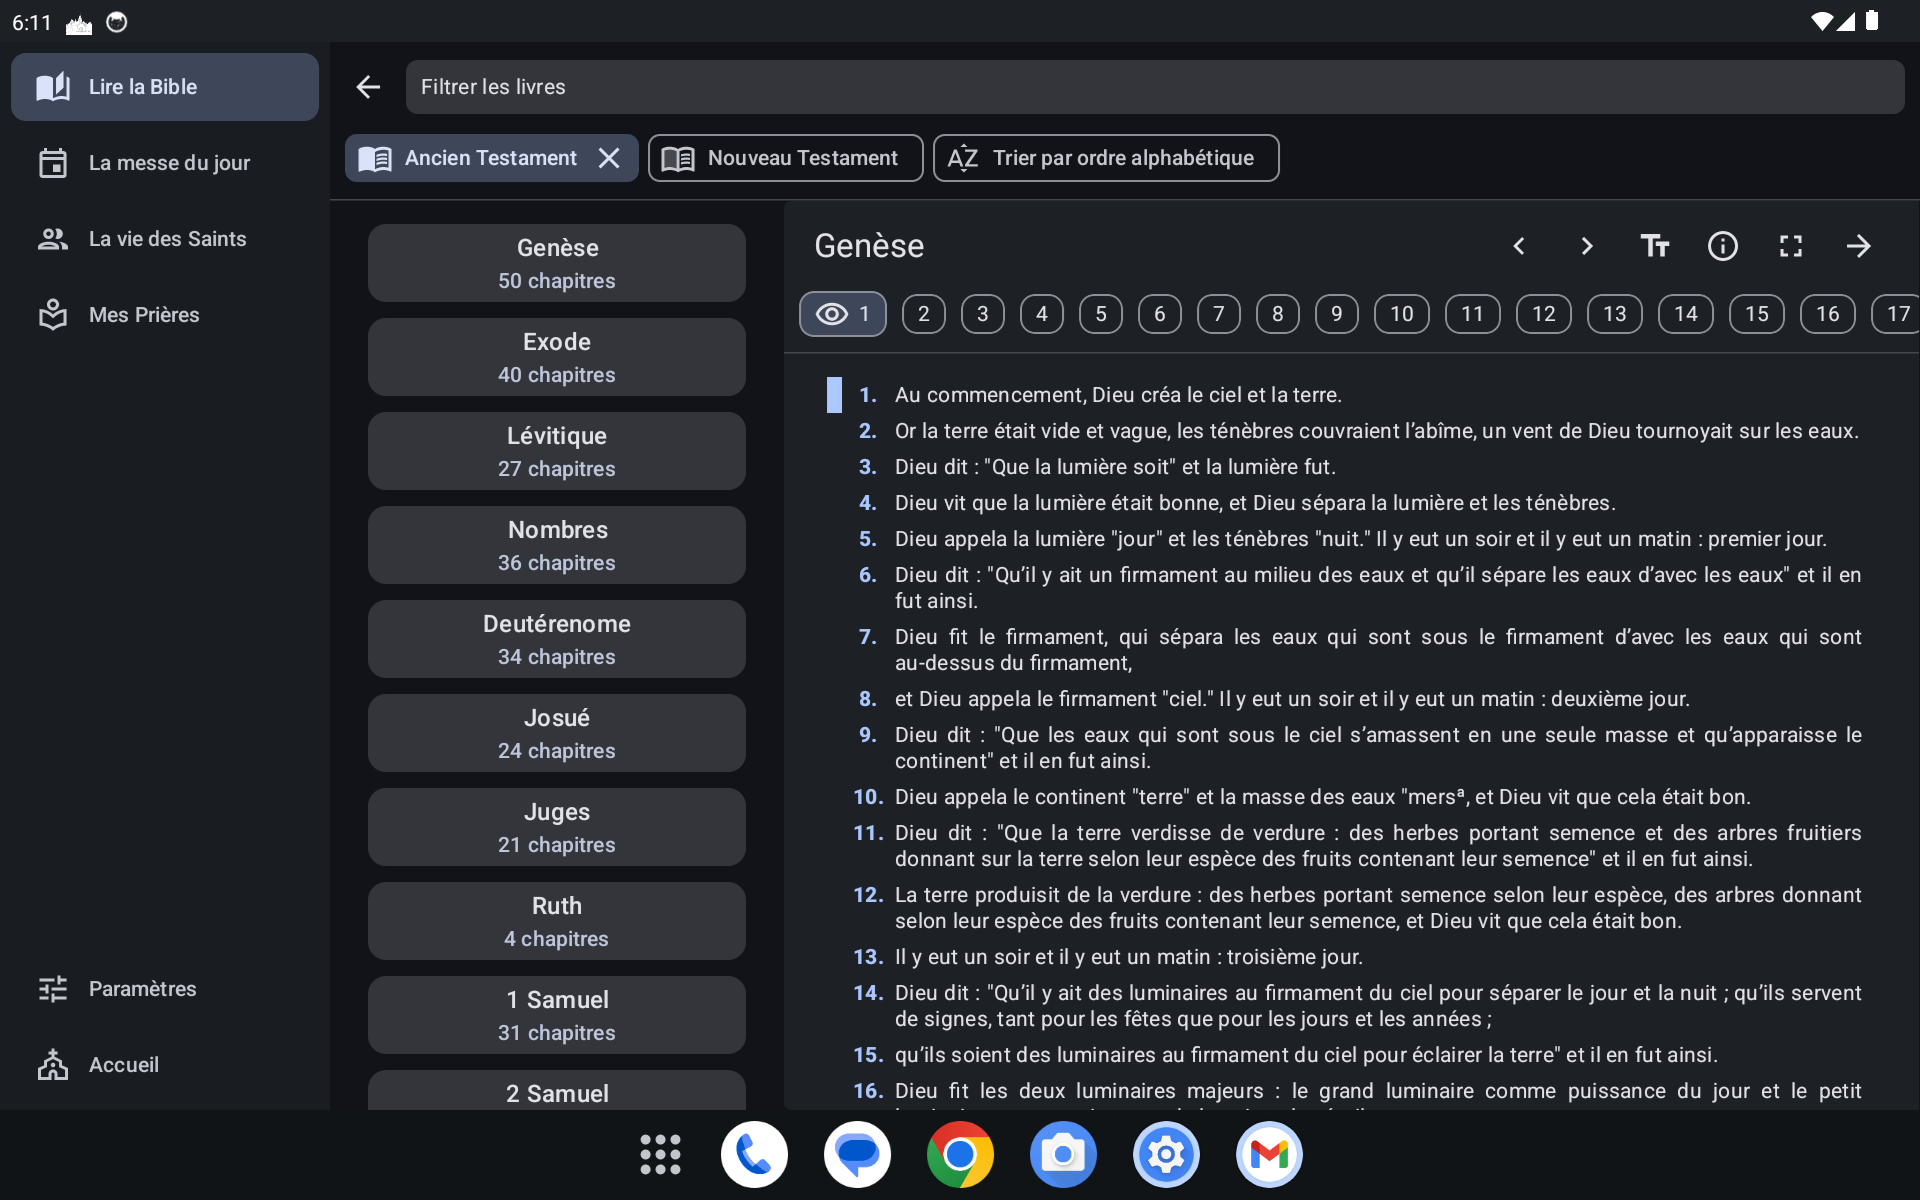 6:11
Lire la Bible
La messe du jour
La vie des Saints
Mes Prières
Paramètres
Accueil
Filtrer les livres
Ancien Testament
Nouveau Testament
Trier par ordre alphabétique
Genèse
50 chapitres
Exode
40 chapitres
Lévitique
27 chapitres
Nombres
36 chapitres
Deutérenome
34 chapitres
Josué
24 chapitres
Juges
21 chapitres
Ruth
4 chapitres
1 Samuel
31 chapitres
2 Samuel
Genèse
1 2 3 4 5 6 7 8 9 10 11 12 13 14 15 16 17
1. Au commencement, Dieu créa le ciel et la terre.
2. Or la terre était vide et vague, les ténèbres couvraient l’abîme, un vent de Dieu tournoyait sur les eaux.
3. Dieu dit : "Que la lumière soit" et la lumière fut.
4. Dieu vit que la lumière était bonne, et Dieu sépara la lumière et les ténèbres.
5. Dieu appela la lumière "jour" et les ténèbres "nuit." Il y eut un soir et il y eut un matin : premier jour.
6. Dieu dit : "Qu’il y ait un firmament au milieu des eaux et qu’il sépare les eaux d’avec les eaux" et il en
fut ainsi.
7. Dieu fit le firmament, qui sépara les eaux qui sont sous le firmament d’avec les eaux qui sont
au-dessus du firmament,
8. et Dieu appela le firmament "ciel." Il y eut un soir et il y eut un matin : deuxième jour.
9. Dieu dit : "Que les eaux qui sont sous le ciel s’amassent en une seule masse et qu’apparaisse le
continent" et il en fut ainsi.
10. Dieu appela le continent "terre" et la masse des eaux "mersª, et Dieu vit que cela était bon.
11. Dieu dit : "Que la terre verdisse de verdure : des herbes portant semence et des arbres fruitiers
donnant sur la terre selon leur espèce des fruits contenant leur semence" et il en fut ainsi.
12. La terre produisit de la verdure : des herbes portant semence selon leur espèce, des arbres donnant
selon leur espèce des fruits contenant leur semence, et Dieu vit que cela était bon.
13. Il y eut un soir et il y eut un matin : troisième jour.
14. Dieu dit : "Qu’il y ait des luminaires au firmament du ciel pour séparer le jour et la nuit ; qu’ils servent
de signes, tant pour les fêtes que pour les jours et les années ;
15. qu’ils soient des luminaires au firmament du ciel pour éclairer la terre" et il en fut ainsi.
16. Dieu fit les deux luminaires majeurs : le grand luminaire comme puissance du jour et le petit